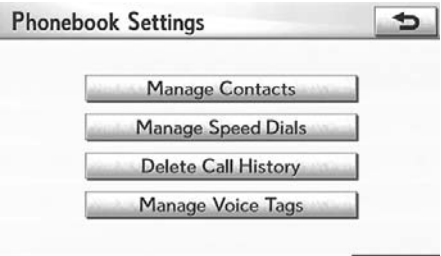 Phonebook Settings
Manage Contacts
Manage Speed Dials
Delete Call History
Manage Voice Tags